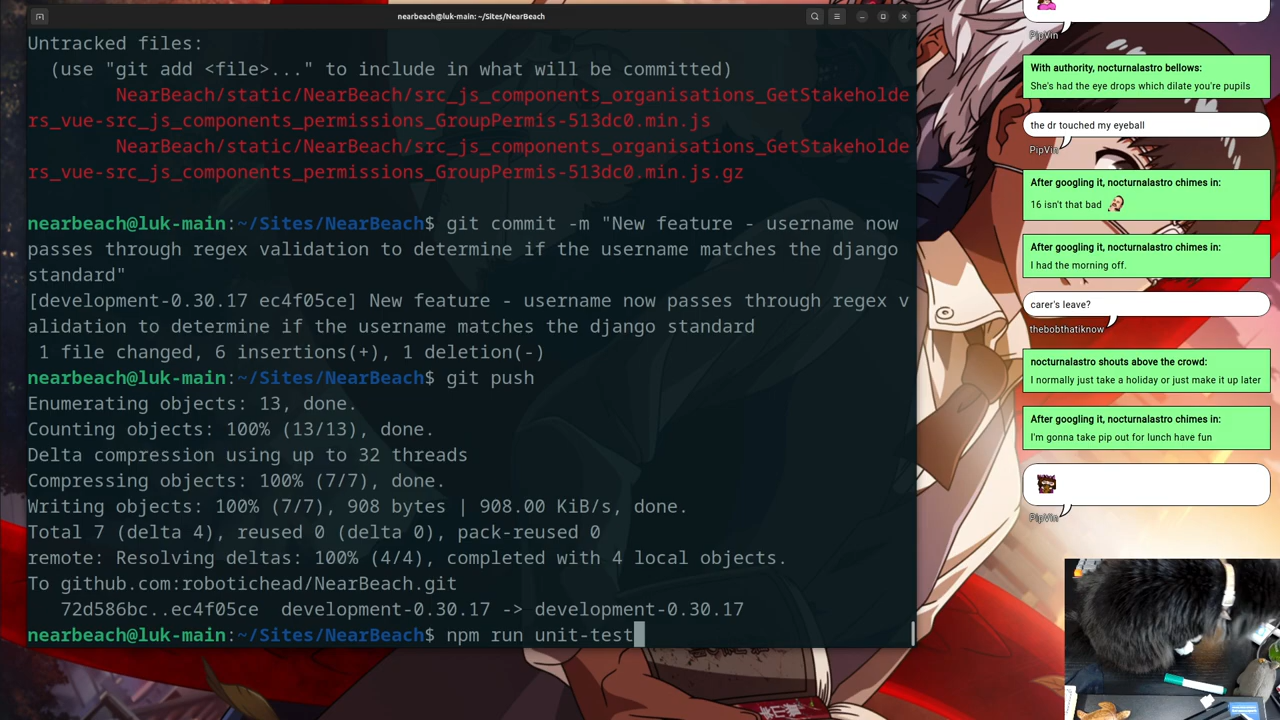 nearbeach@luk-main: ~/Sites/NearBeach
Untracked files:
(use "git add <file>..." to include in what will be committed)
NearBeach/static/NearBeach/src_js_components_organisations_GetStakeholde
rs_vue-src_js_components_permissions_GroupPermis-513dc0.min.js
NearBeach/static/NearBeach/src_js_components_organisations_GetStakeholde
rs_vue-src_js_components_permissions_GroupPermis-513dc0.min.js.gz
nearbeach@luk-main:~/Sites/NearBeach$ git commit -m "New feature - username now
passes through regex validation to determine if the username matches the django
standard"
[development-0.30.17 ec4f05ce] New feature - username now passes through regex v
alidation to determine if the username matches the django standard
1 file changed, 6 insertions(+), 1 deletion(-)
nearbeach@luk-main:~/Sites/NearBeach$ git push
Enumerating objects: 13, done.
Counting objects: 100% (13/13), done.
Delta compression using up to 32 threads
Compressing objects: 100% (7/7), done.
Writing objects: 100% (7/7), 908 bytes | 908.00 KiB/s, done.
Total 7 (delta 4), reused 0 (delta 0), pack-reused 0
remote: Resolving deltas: 100% (4/4), completed with 4 local objects.
To github.com:robotichead/NearBeach.git
72d586bc..ec4f05ce  development-0.30.17 -> development-0.30.17
nearbeach@luk-main:~/Sites/NearBeach$ npm run unit-test
PipVin
With authority, nocturnalastro bellows:
She's had the eye drops which dilate you're pupils
the dr touched my eyeball
PipVin
After googling it, nocturnalastro chimes in:
16 isn't that bad
After googling it, nocturnalastro chimes in:
I had the morning off.
carer's leave?
thebobthatiknow
nocturnalastro shouts above the crowd:
I normally just take a holiday or just make it up later
After googling it, nocturnalastro chimes in:
I'm gonna take pip out for lunch have fun
PipVin